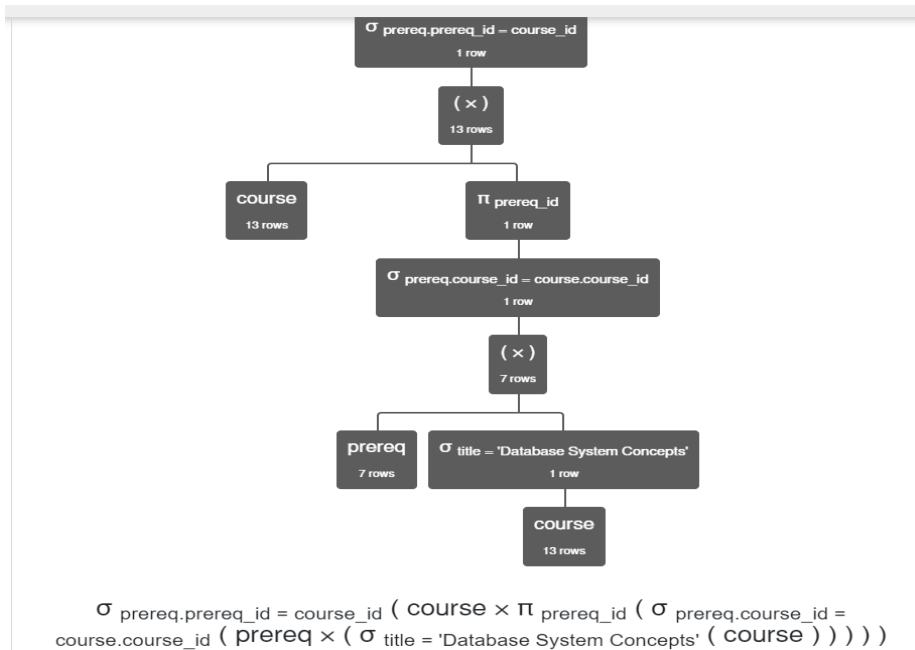 σ prereq.prereq_id = course_id
1 row
( × )
13 rows
course
13 rows
π prereq_id
1 row
σ prereq.course_id = course.course_id
1 row
( × )
7 rows
prereq
7 rows
σ title = 'Database System Concepts'
1 row
course
13 rows
σ prereq.prereq_id = course_id ( course × π prereq_id ( σ prereq.course_id =
course.course_id ( prereq × ( σ title = 'Database System Concepts' ( course ) ) ) ) )